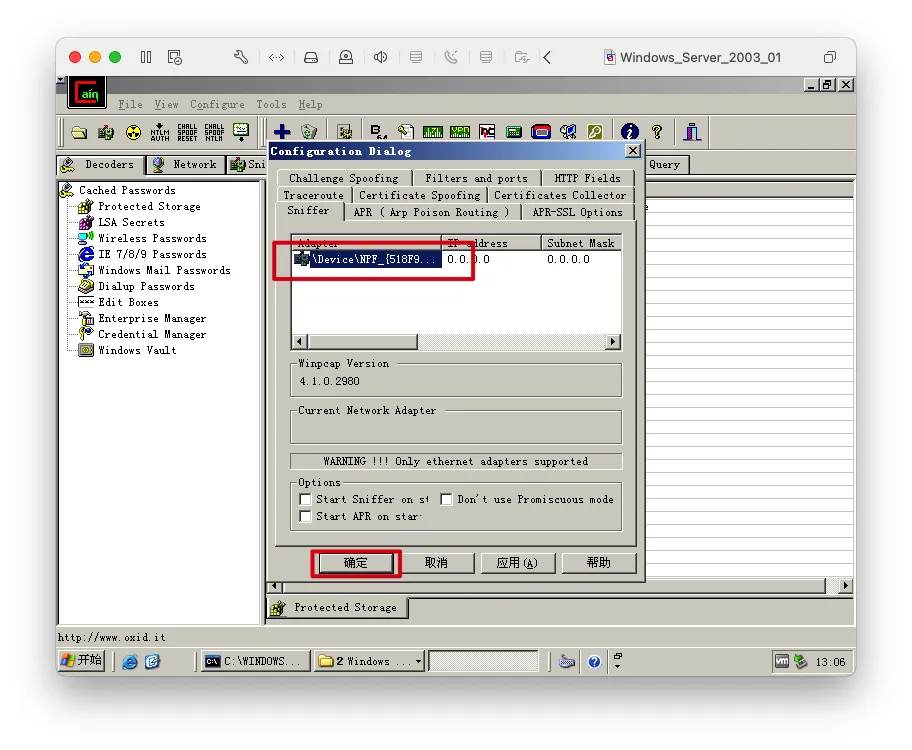 Windows_Server_2003_01
Cain
File View Configure Tools Help
NTLM AUTH CHALL SPOOF RESET CHALL SPOOF NTLM
B 64
Configuration Dialog
Decoders Network Sni Query
Challenge Spoofing Filters and ports HTTP Fields
Traceroute Certificate Spoofing Certificates Collector
Sniffer APR ( Arp Poison Routing ) APR-SSL Options
Cached Passwords
Protected Storage
LSA Secrets
Wireless Passwords
IE 7/8/9 Passwords
Windows Mail Passwords
Dialup Passwords
Edit Boxes
Enterprise Manager
Credential Manager
Windows Vault
Adapter IP address Subnet Mask
\Device\NPF_{518F9... 0.0.0.0 0.0.0.0
Winpcap Version
4.1.0.2980
Current Network Adapter
WARNING !!! Only ethernet adapters supported
Options
Start Sniffer on st Don't use Promiscuous mode
Start APR on star
确定 取消 应用(A) 帮助
Protected Storage
http://www.oxid.it
开始 C:\WINDOWS... 2 Windows ... 13:06